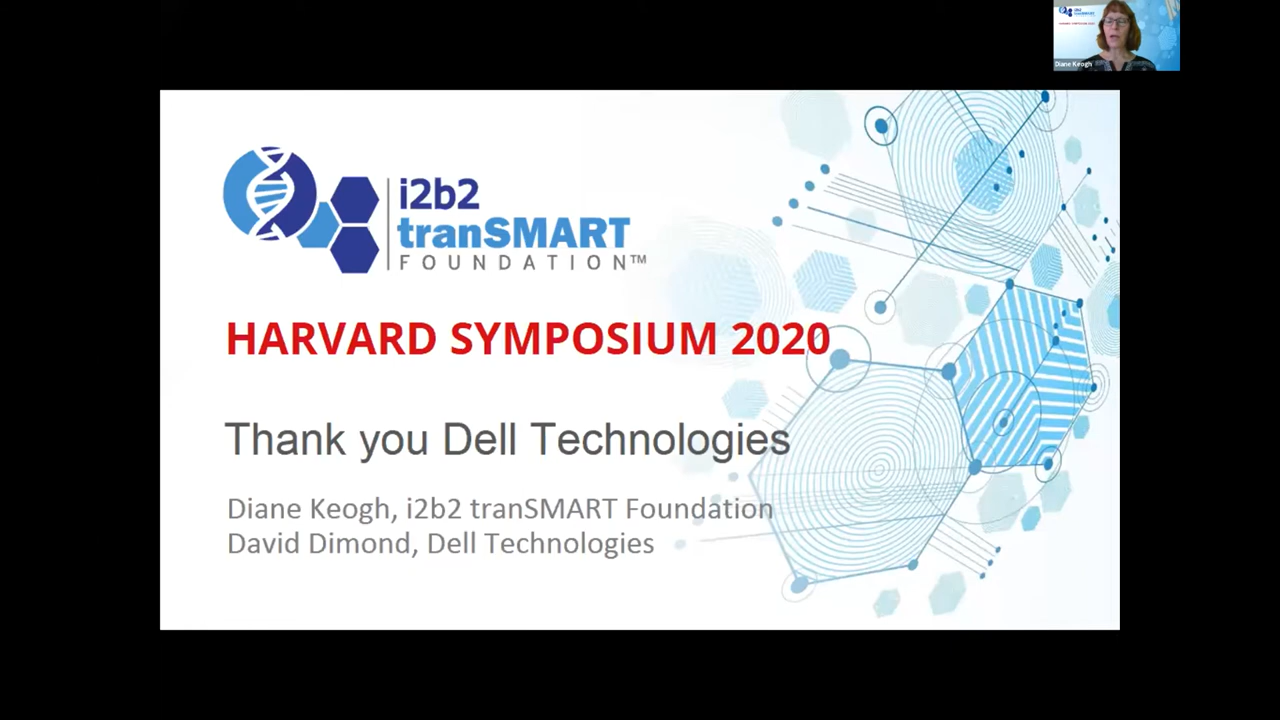 Diane Keogh
i2b2
tranSMART
FOUNDATION™
HARVARD SYMPOSIUM 2020
Thank you Dell Technologies
Diane Keogh, i2b2 tranSMART Foundation
David Dimond, Dell Technologies